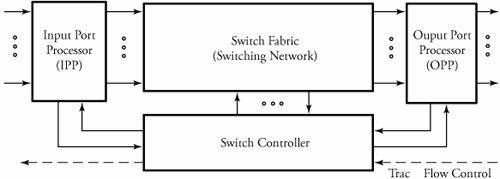 Input Port
Processor
(IPP)
Switch Fabric
(Switching Network)
Ouput Port
Processor
(OPP)
Switch Controller
Trac Flow Control